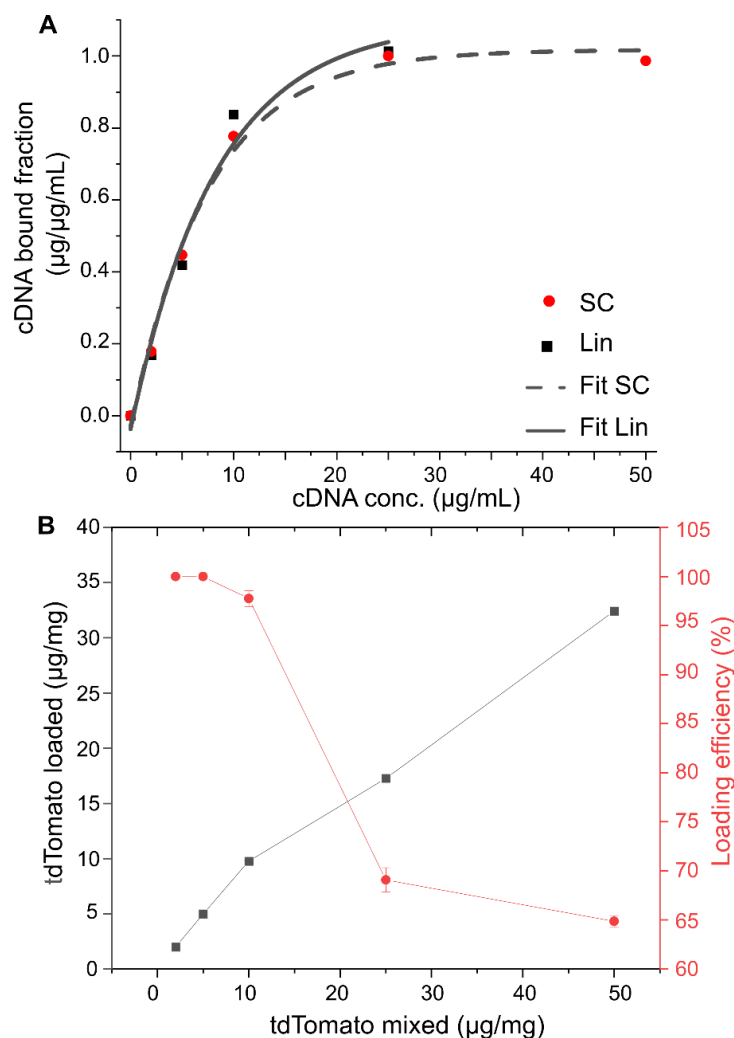 A
1.0
0.8
0.6
0.4
0.2
0.0
cDNA bound fraction
(µg/µg/mL)
SC
Lin
Fit SC
Fit Lin
0 10 20 30 40 50
cDNA conc. (µg/mL)
B
40
35
30
25
20
15
10
5
0
tdTomato loaded (µg/mg)
105
100
95
90
85
80
75
70
65
60
Loading efficiency (%)
0 10 20 30 40 50
tdTomato mixed (µg/mg)